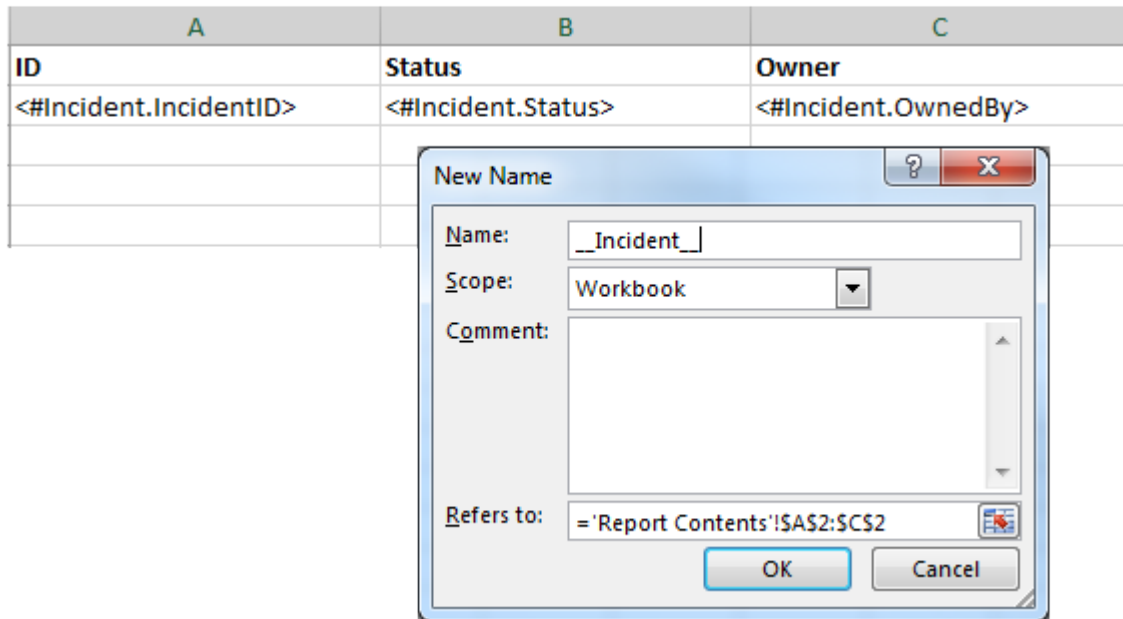 A B C
ID Status Owner
<#Incident.IncidentID> <#Incident.Status> <#Incident.OwnedBy>
New Name ? X
Name: __Incident__
Scope: Workbook
Comment:
Refers to: ='Report Contents'!$A$2:$C$2
OK Cancel